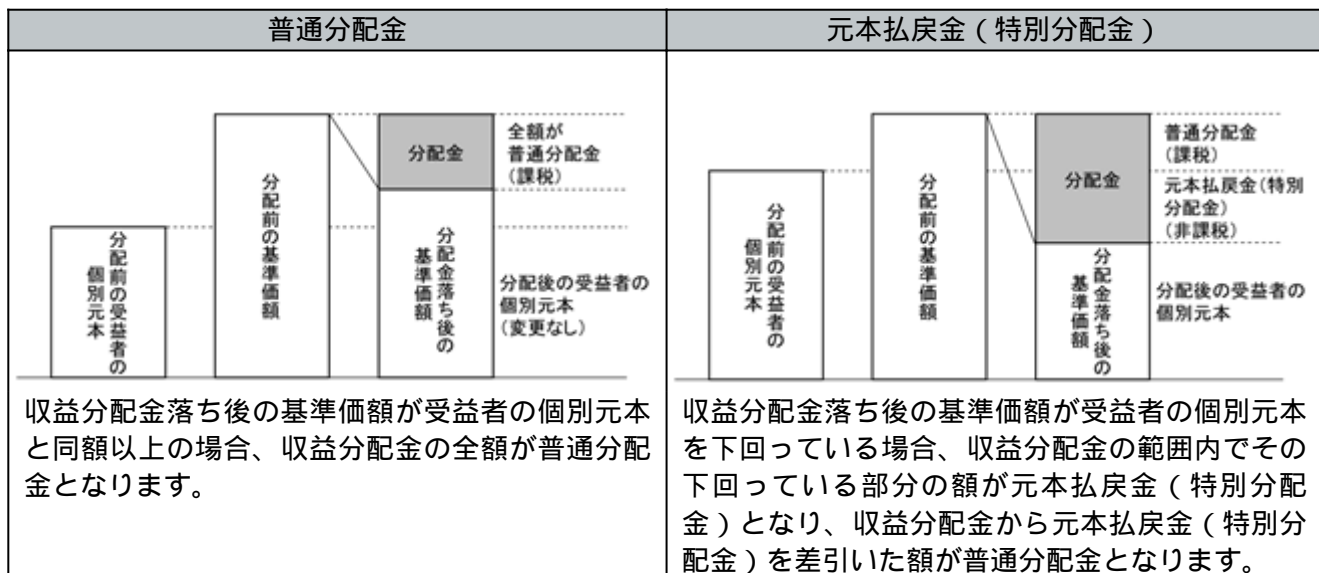 普通分配金
分配前の受益者の
個別元本
分配前の基準価額
分配金
分配金落ち後の
基準価額
全額が
普通分配金
(課税)
分配後の受益者の
個別元本
(変更なし)
収益分配金落ち後の基準価額が受益者の個別元本
と同額以上の場合、収益分配金の全額が普通分配
金となります。
元本払戻金(特別分配金)
分配前の受益者の
個別元本
分配前の基準価額
分配金
分配金落ち後の
基準価額
普通分配金
(課税)
元本払戻金(特別
分配金)
(非課税)
分配後の受益者の
個別元本
収益分配金落ち後の基準価額が受益者の個別元本
を下回っている場合、収益分配金の範囲内でその
下回っている部分の額が元本払戻金(特別分配
金)となり、収益分配金から元本払戻金(特別分
配金)を差引いた額が普通分配金となります。